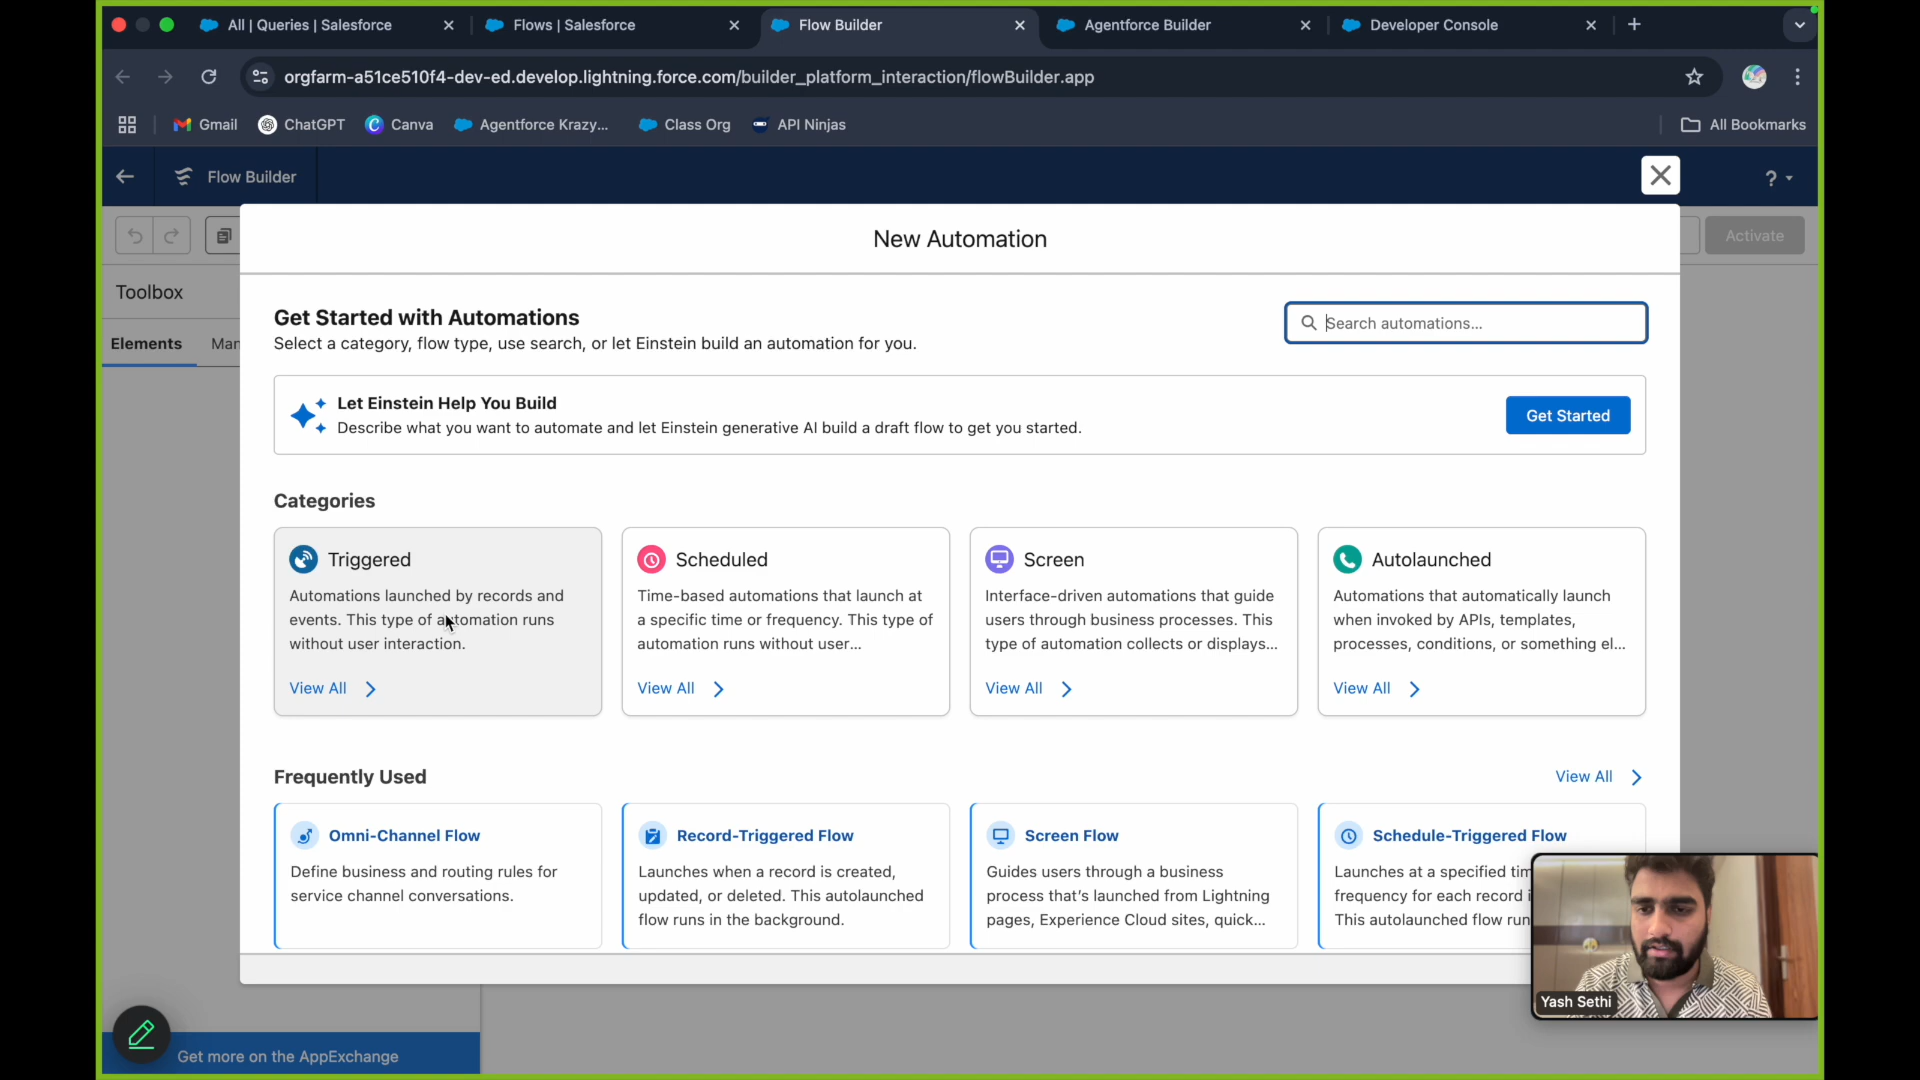 All | Queries | Salesforce
Flows | Salesforce
Flow Builder
Agentforce Builder
Developer Console
orgfarm-a51ce510f4-dev-ed.develop.lightning.force.com/builder_platform_interaction/flowBuilder.app
Gmail
ChatGPT
Canva
Agentforce Krazy...
Class Org
API Ninjas
All Bookmarks
Flow Builder
?
New Automation
Activate
Toolbox
Elements
Man
Get Started with Automations
Select a category, flow type, use search, or let Einstein build an automation for you.
Search automations...
Let Einstein Help You Build
Describe what you want to automate and let Einstein generative AI build a draft flow to get you started.
Get Started
Categories
Triggered
Automations launched by records and
events. This type of automation runs
without user interaction.
View All
Scheduled
Time-based automations that launch at
a specific time or frequency. This type of
automation runs without user...
View All
Screen
Interface-driven automations that guide
users through business processes. This
type of automation collects or displays...
View All
Autolaunched
Automations that automatically launch
when invoked by APIs, templates,
processes, conditions, or something el...
View All
Frequently Used
View All
Omni-Channel Flow
Define business and routing rules for
service channel conversations.
Record-Triggered Flow
Launches when a record is created,
updated, or deleted. This autolaunched
flow runs in the background.
Screen Flow
Guides users through a business
process that's launched from Lightning
pages, Experience Cloud sites, quick...
Schedule-Triggered Flow
Launches at a specified tim
frequency for each record i
This autolaunched flow run
Yash Sethi
Get more on the AppExchange